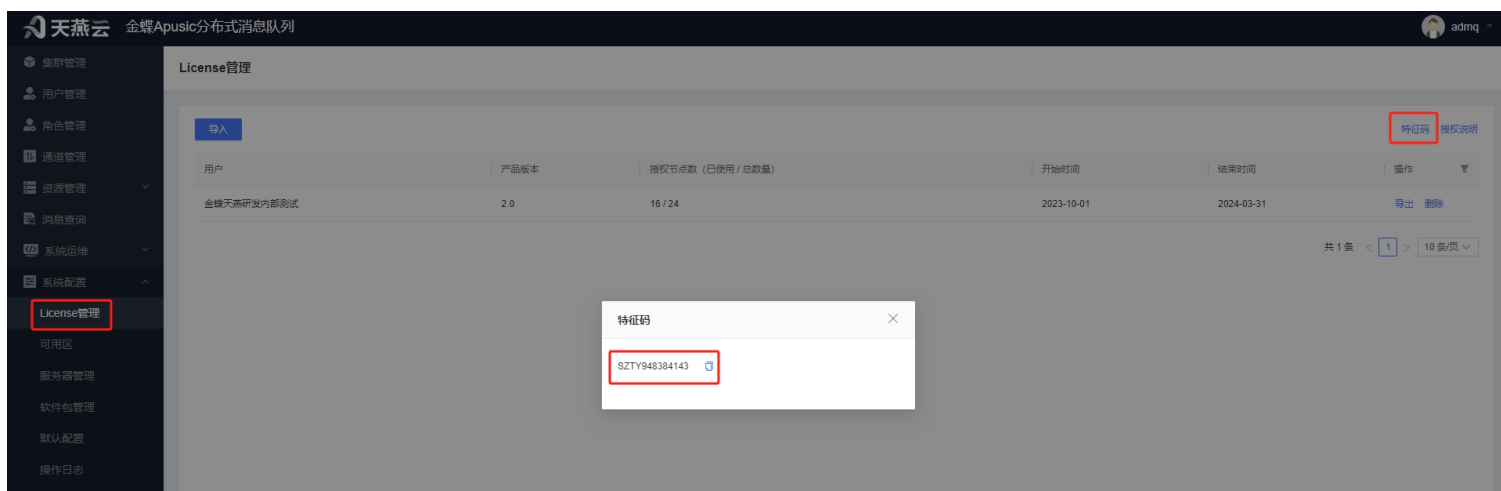 天燕云 金蝶Apusic分布式消息队列 admq
集群管理
用户管理
角色管理
通道管理
资源管理
消息查询
系统运维
系统配置
License管理
可用区
服务器管理
软件包管理
默认配置
操作日志
License管理
导入 特征码 授权说明
用户 产品版本 授权节点数（已使用 / 总数量） 开始时间 结束时间 操作
金蝶天燕研发内部测试 2.0 16 / 24 2023-10-01 2024-03-31 导出 删除
共 1 条 < 1 > 10 条/页
特征码
SZTY948384143